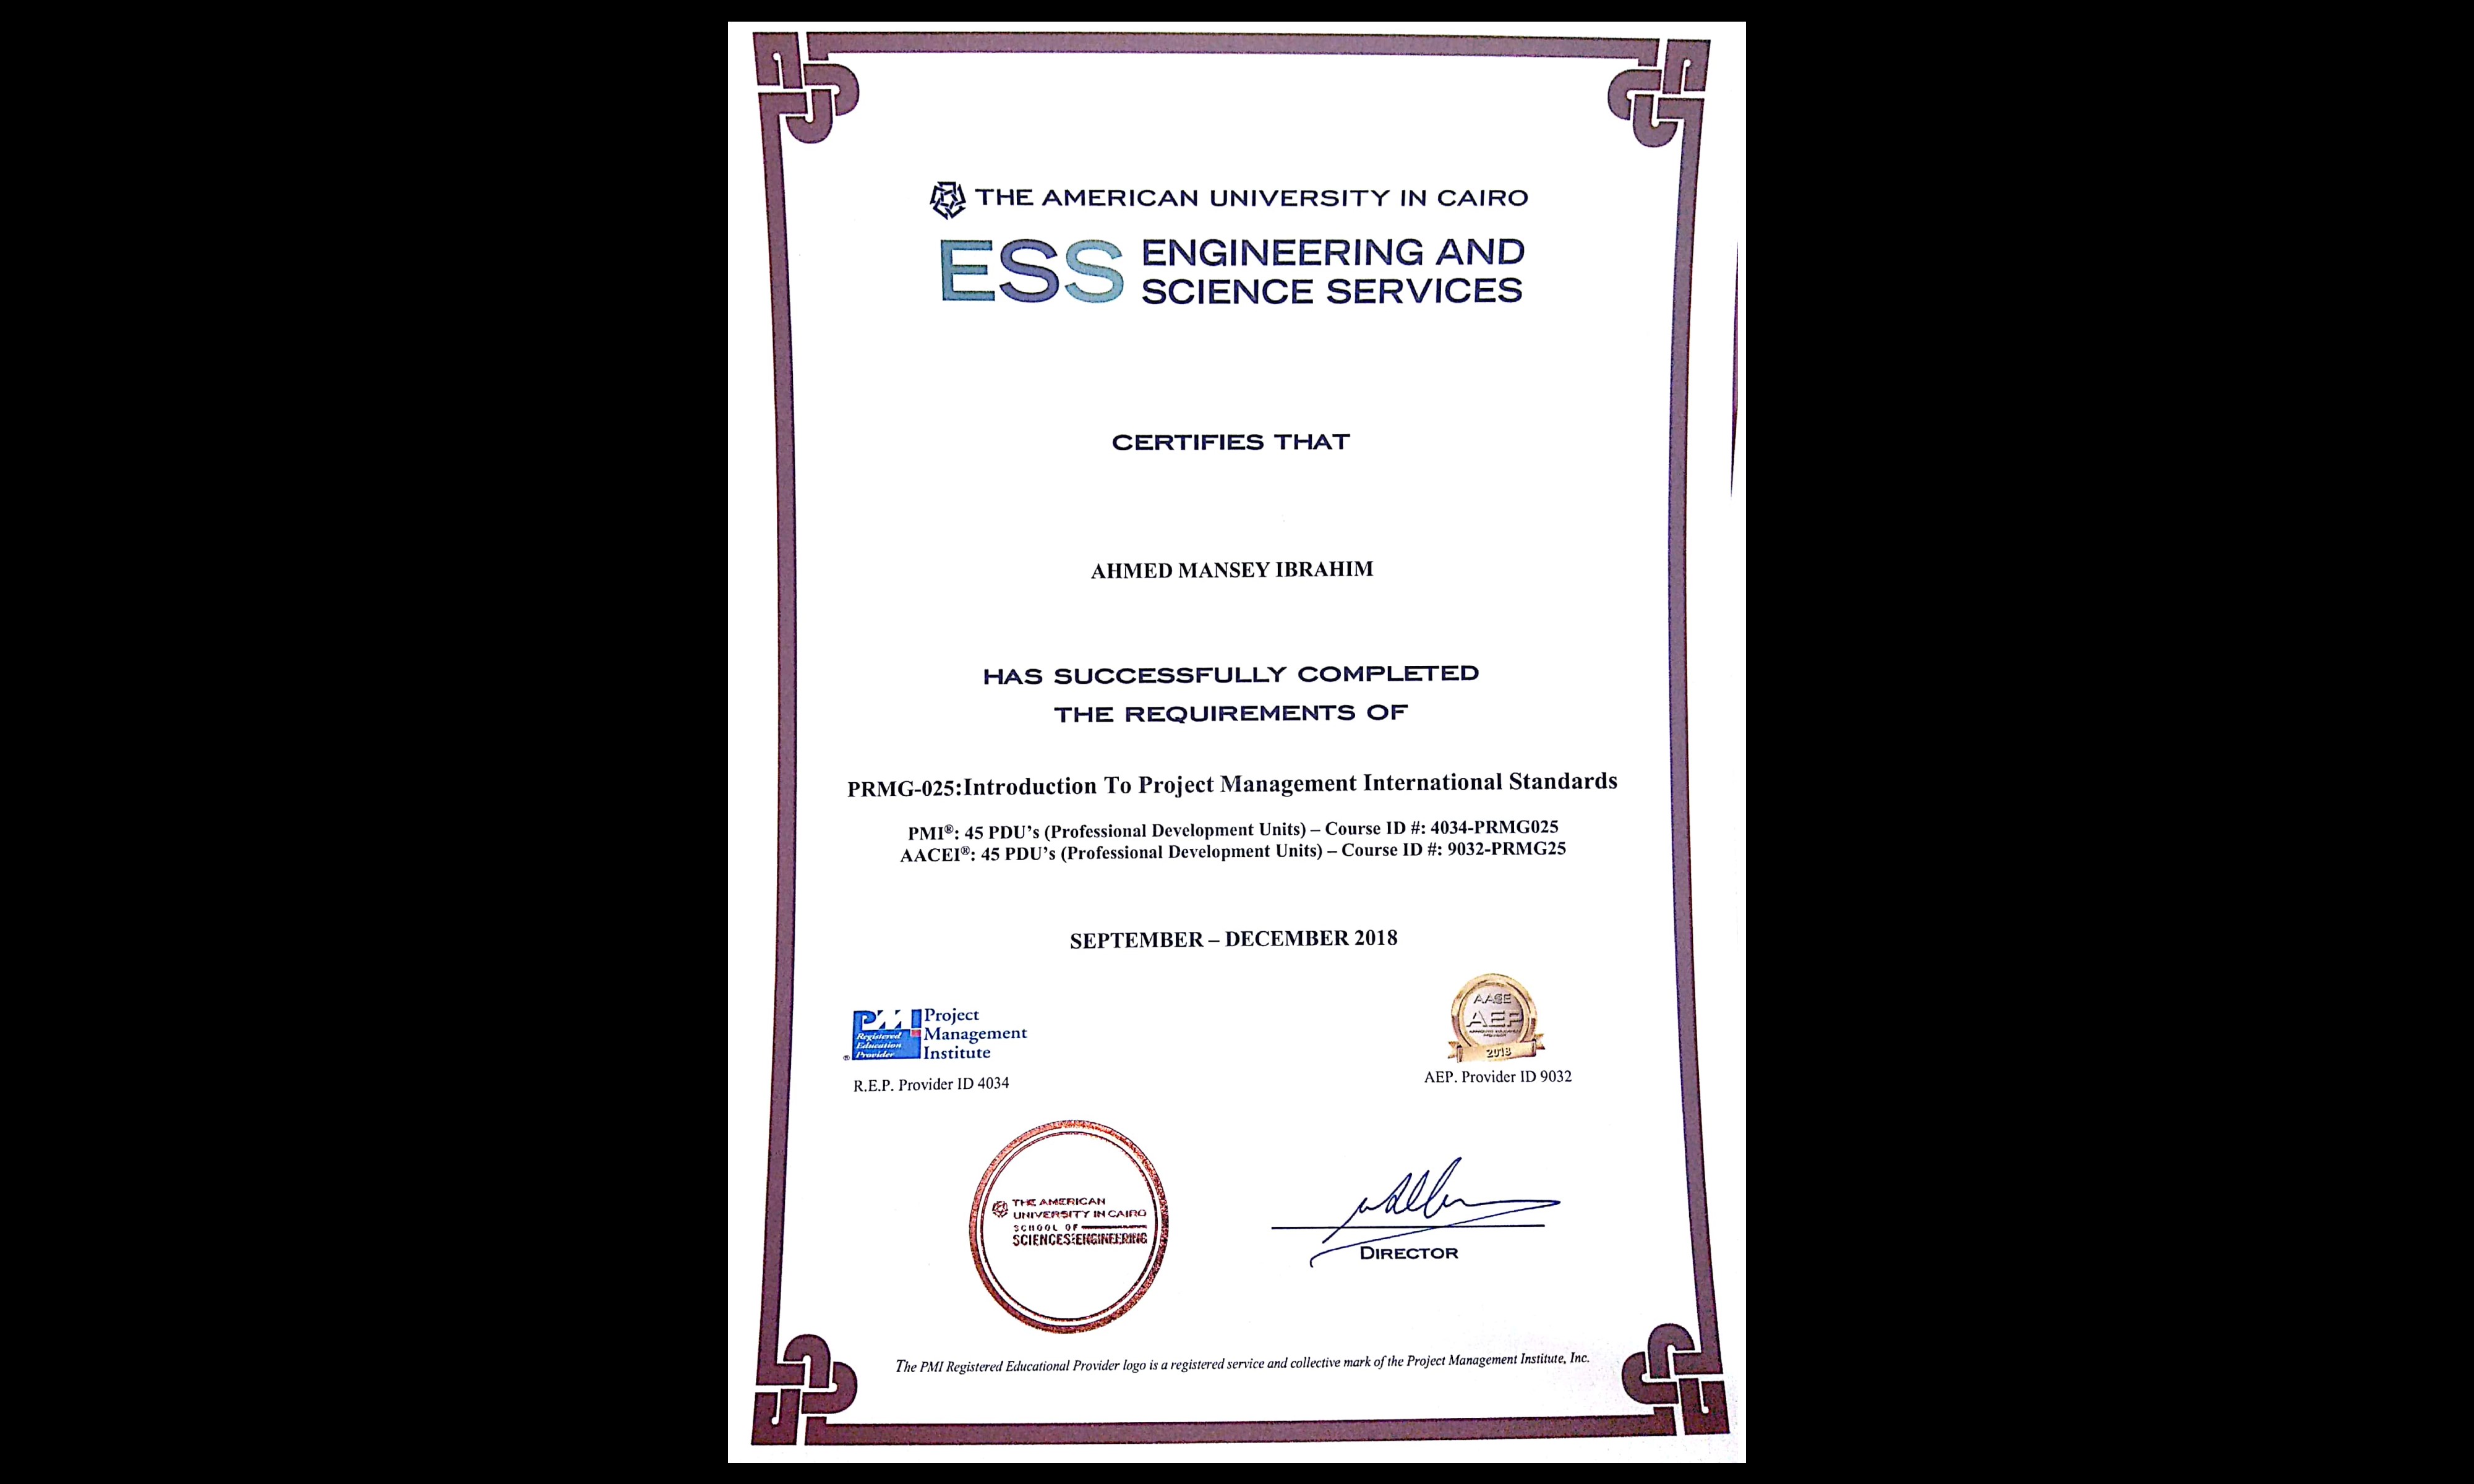 THE AMERICAN UNIVERSITY IN CAIRO
ESS ENGINEERING AND
SCIENCE SERVICES
CERTIFIES THAT
AHMED MANSEY IBRAHIM
HAS SUCCESSFULLY COMPLETED
THE REQUIREMENTS OF
PRMG-025:Introduction To Project Management International Standards
PMI®: 45 PDU's (Professional Development Units) – Course ID #: 4034-PRMG025
AACEI®: 45 PDU's (Professional Development Units) – Course ID #: 9032-PRMG25
SEPTEMBER – DECEMBER 2018
PMI
Registered
Education
Provider
®
Project
Management
Institute
R.E.P. Provider ID 4034
AACE
AEP
2018
AEP. Provider ID 9032
THE AMERICAN
UNIVERSITY IN CAIRO
SCHOOL OF
SCIENCES & ENGINEERING
DIRECTOR
The PMI Registered Educational Provider logo is a registered service and collective mark of the Project Management Institute, Inc.